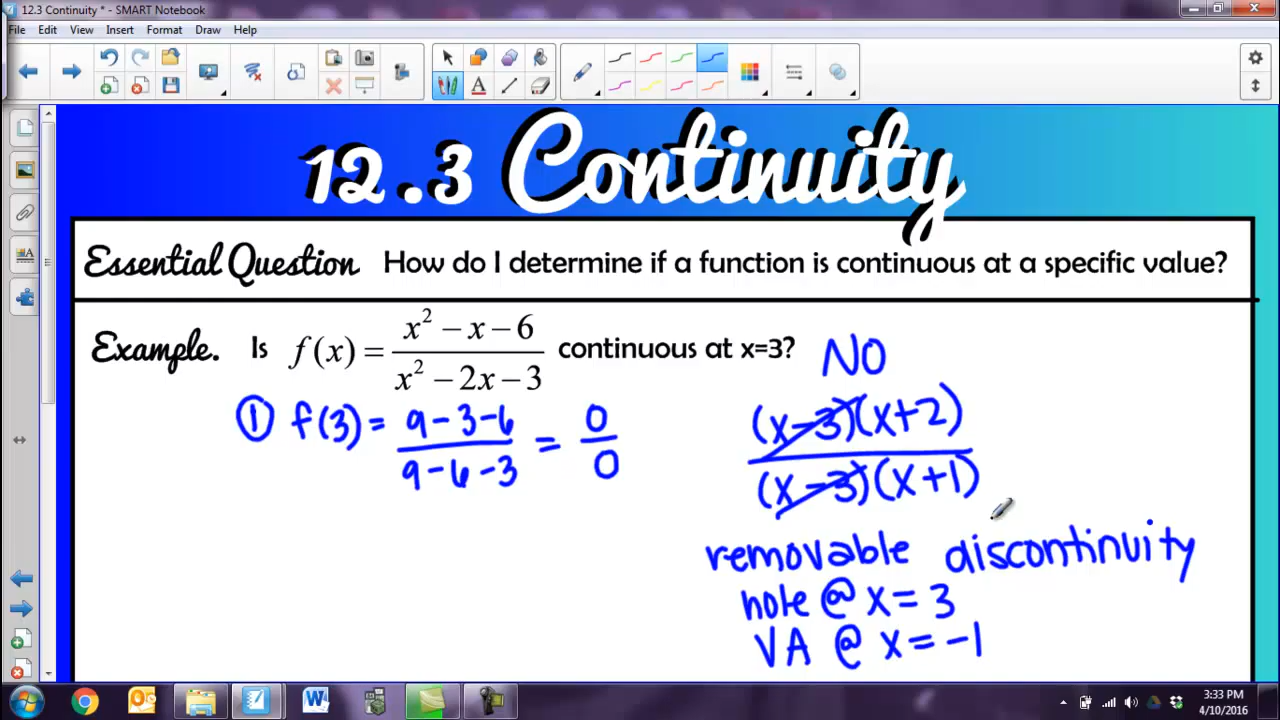 12.3 Continuity * - SMART Notebook
File Edit View Insert Format Draw Help
12.3 Continuity
Essential Question How do I determine if a function is continuous at a specific value?
Example. Is f(x) = (x² − x − 6)/(x² − 2x − 3) continuous at x=3? NO
① f(3) = (9 − 3 − 6)/(9 − 6 − 3) = 0/0
(x−3)(x+2)
(x−3)(x+1)
removable discontinuity
hole @ x = 3
VA @ x = −1
3:33 PM
4/10/2016